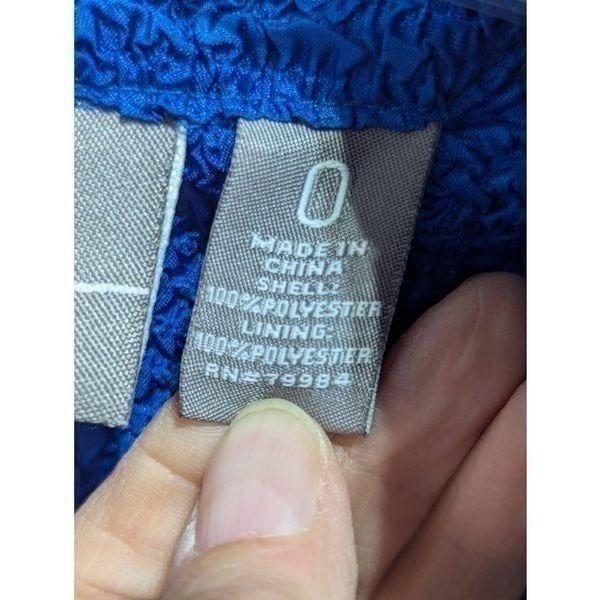 0
MADE IN
CHINA
SHELL:
100%POLYESTER
LINING:
100%POLYESTER
RN#79984